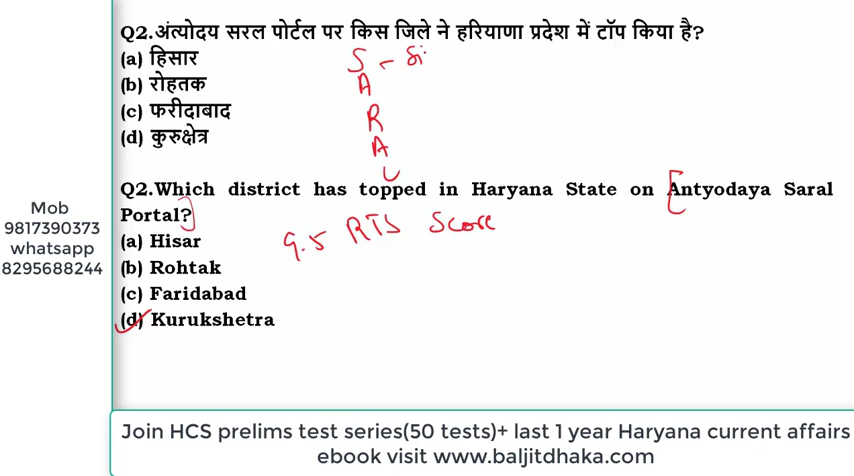 Q2.अंत्योदय सरल पोर्टल पर किस जिले ने हरियाणा प्रदेश में टॉप किया है?
(a) हिसार
(b) रोहतक
(c) फरीदाबाद
(d) कुरुक्षेत्र
S - Si
A
R
A
L
Q2.Which district has topped in Haryana State on Antyodaya Saral
Portal?
(a) Hisar
(b) Rohtak
(c) Faridabad
(d) Kurukshetra
9.5 RTS Score
Mob
9817390373
whatsapp
8295688244
Join HCS prelims test series(50 tests)+ last 1 year Haryana current affairs
ebook visit www.baljitdhaka.com